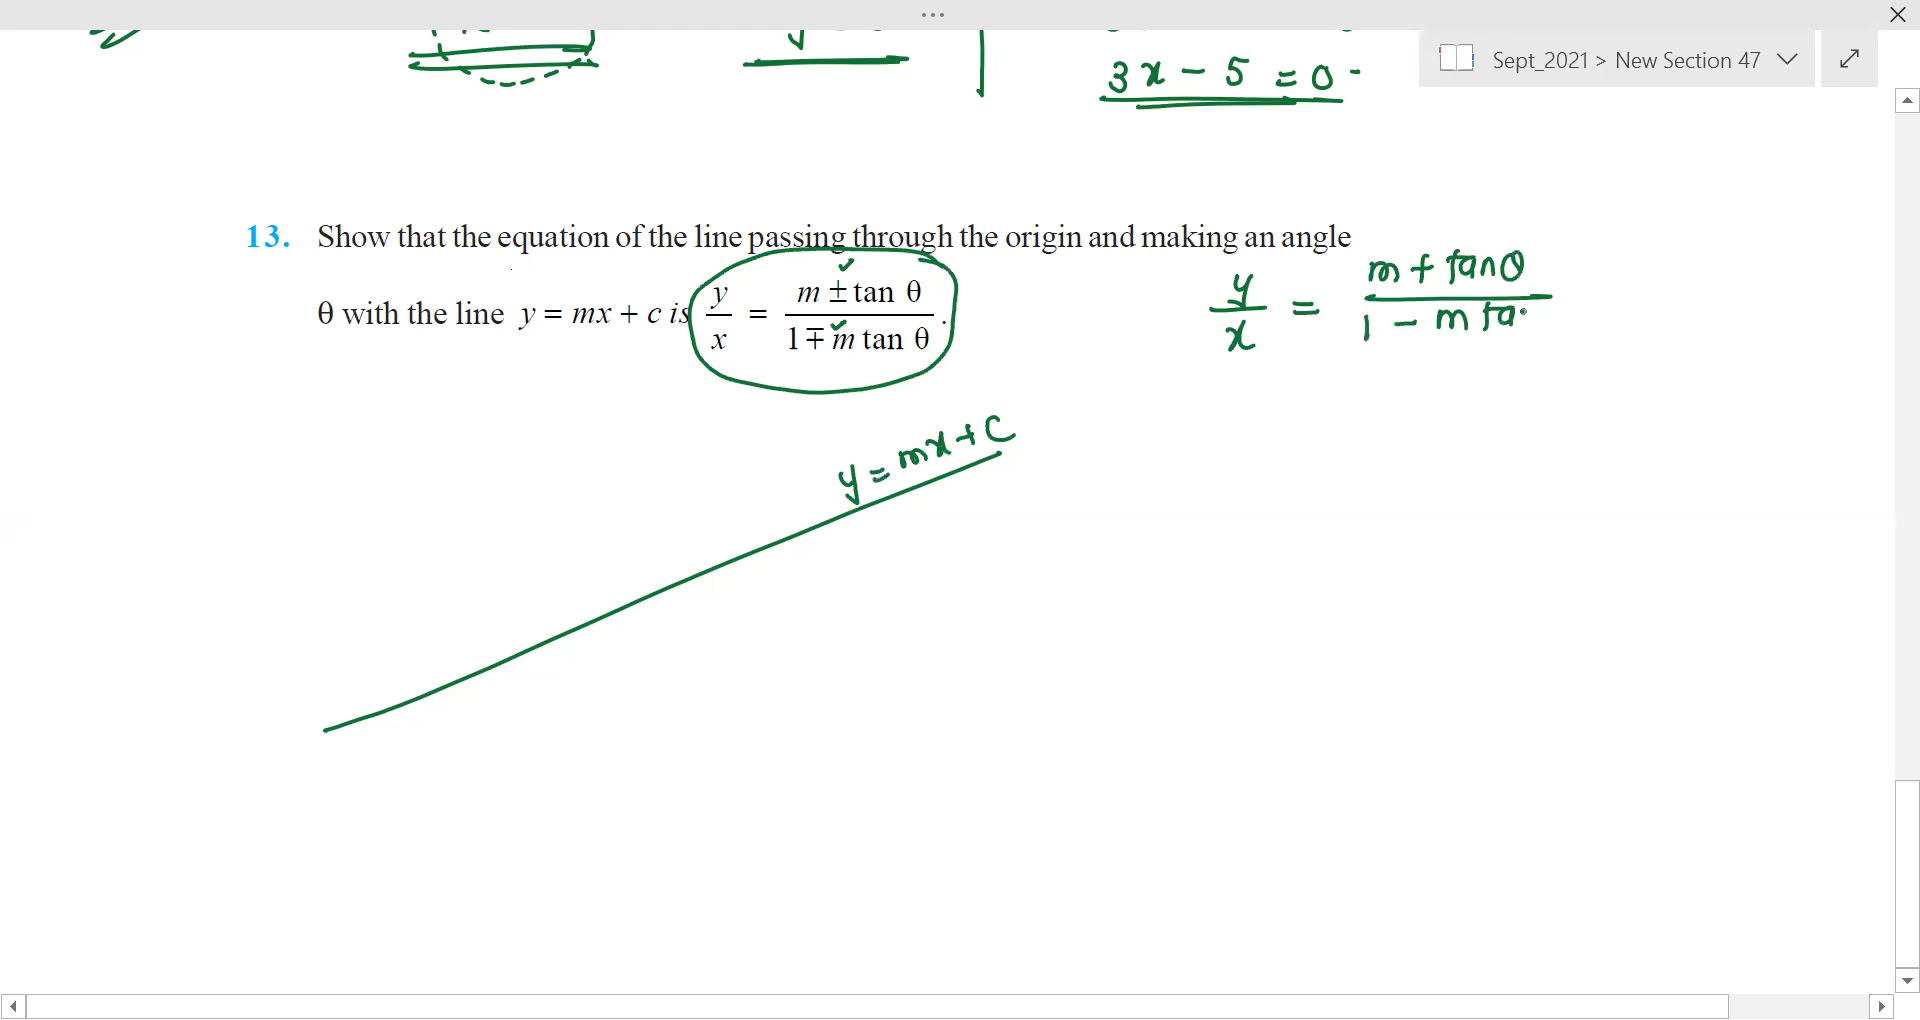 Sept_2021 > New Section 47
3x - 5 = 0
13. Show that the equation of the line passing through the origin and making an angle
θ with the line y = mx + c is y/x = (m ± tan θ)/(1 ∓ m tan θ).
y/x = (m + tanθ)/(1 - m ta
y = mx + c